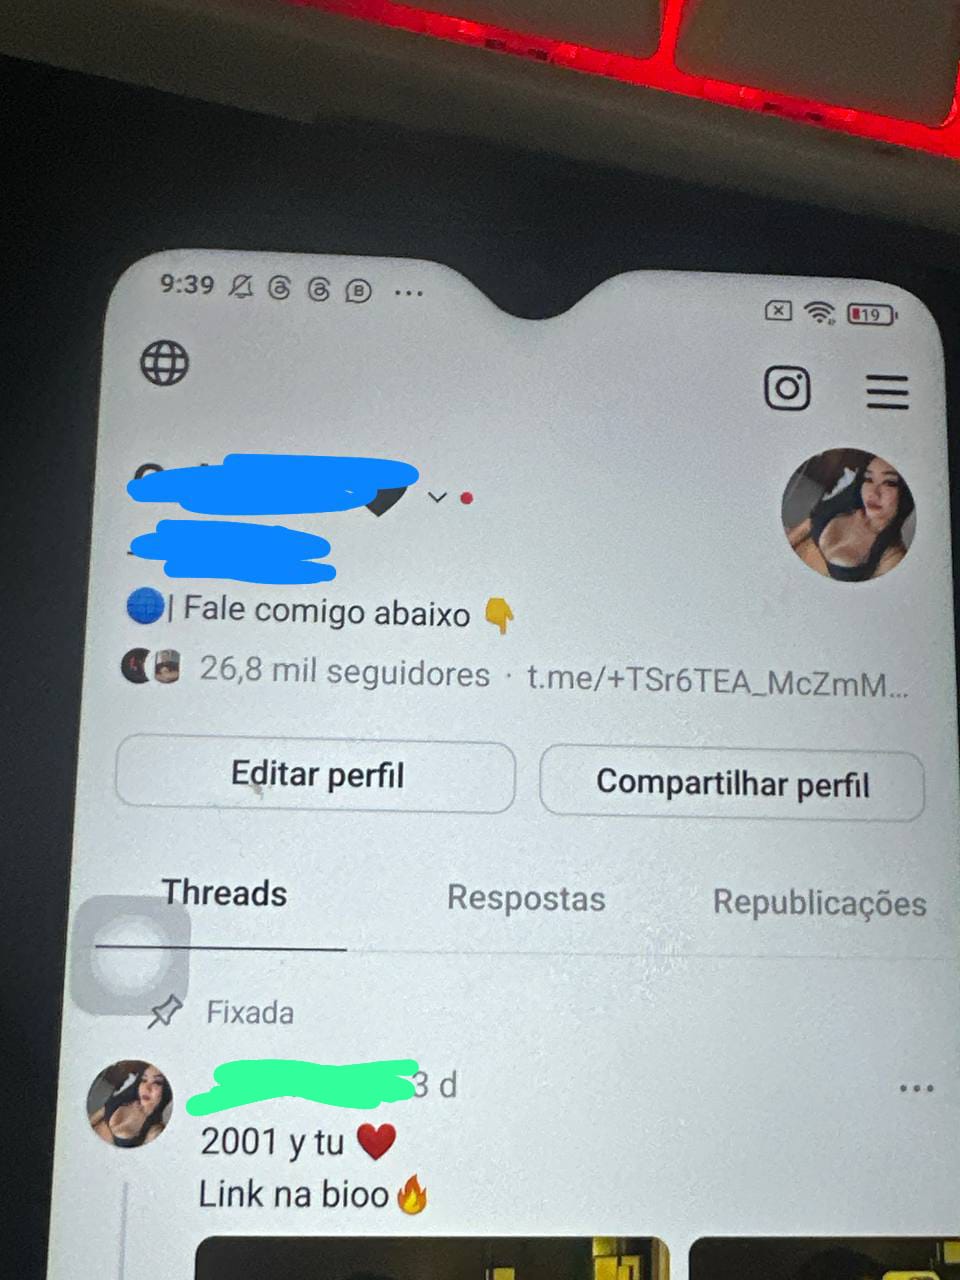 9:39
19
| Fale comigo abaixo
26,8 mil seguidores · t.me/+TSr6TEA_McZmM...
Editar perfil
Compartilhar perfil
Threads
Respostas
Republicações
Fixada
3 d
2001 y tu
Link na bioo